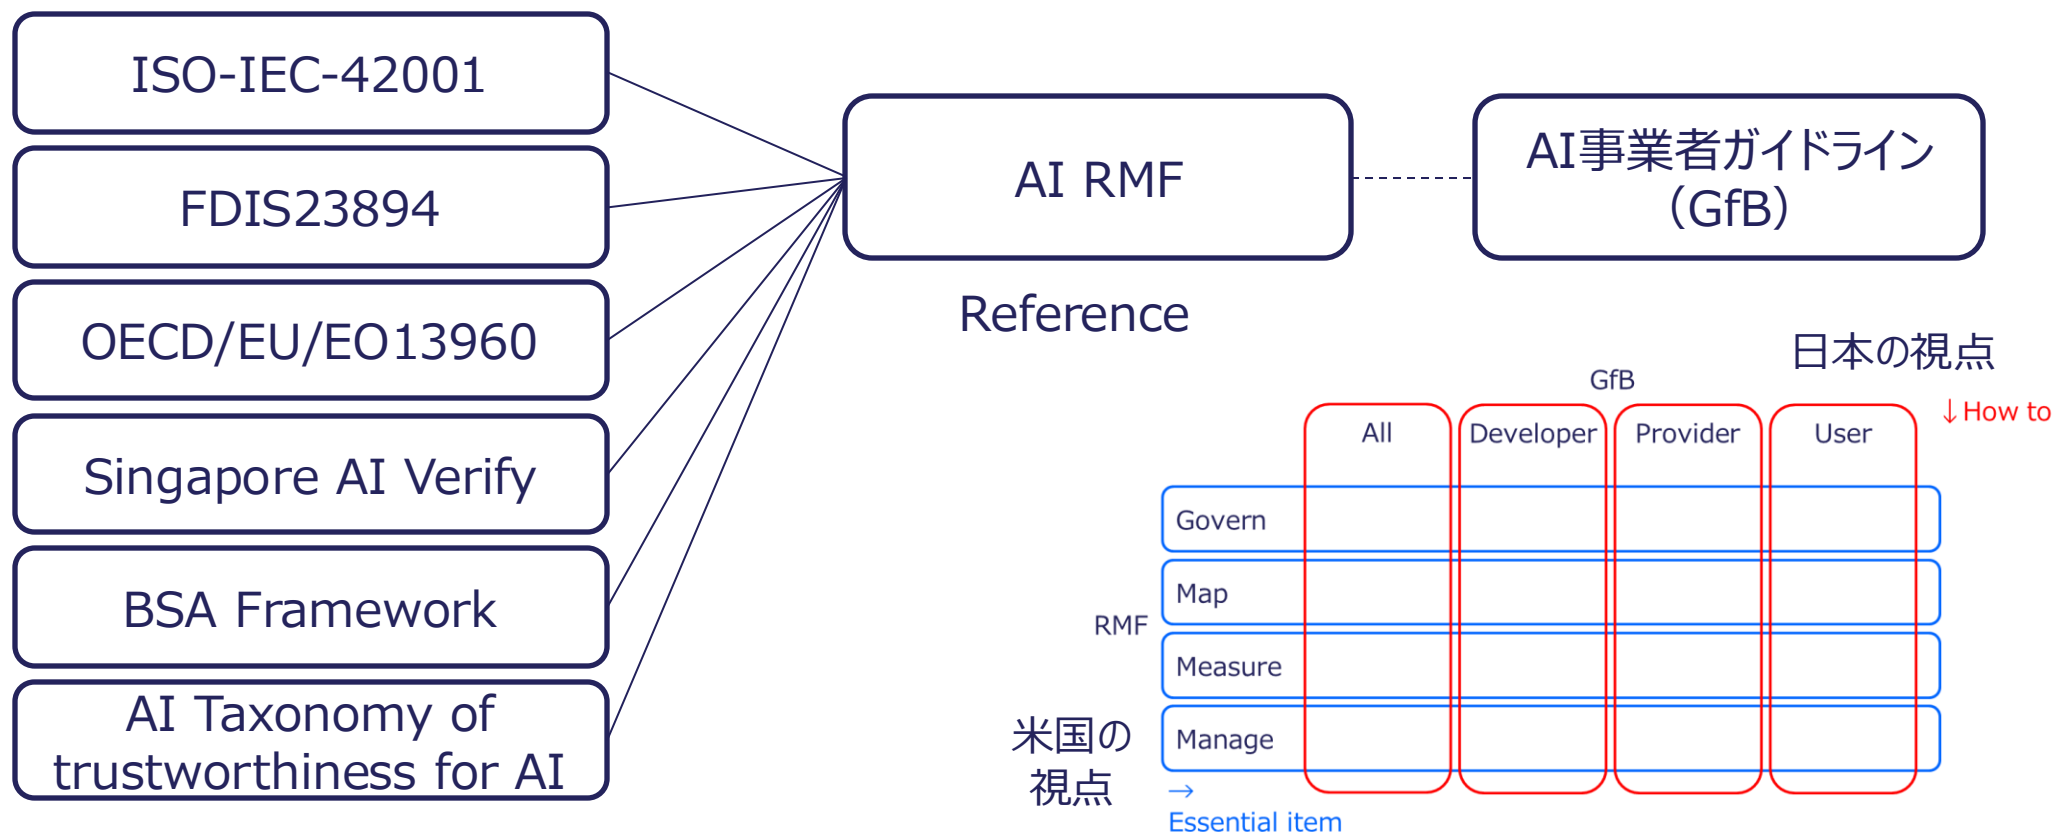 ISO-IEC-42001
FDIS23894
OECD/EU/EO13960
Singapore AI Verify
BSA Framework
AI Taxonomy of
trustworthiness for AI
AI RMF
Reference
AI事業者ガイドライン
（GfB）
日本の視点
GfB
↓How to
All
Developer
Provider
User
RMF
Govern
Map
Measure
Manage
米国の
視点
→
Essential item